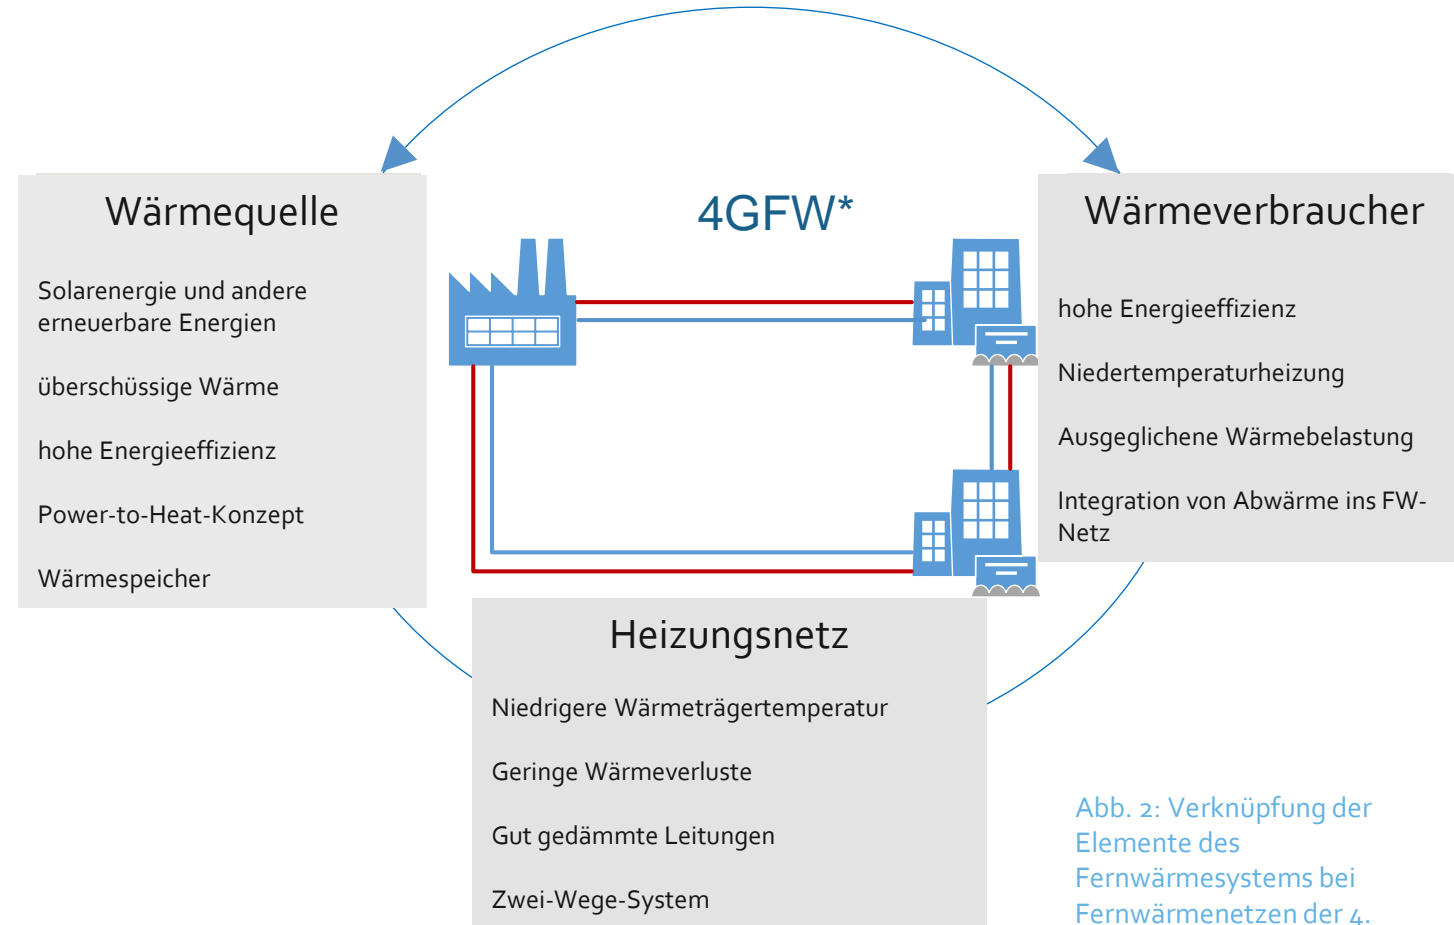 4GFW*
Wärmequelle
Solarenergie und andere
erneuerbare Energien
überschüssige Wärme
hohe Energieeffizienz
Power-to-Heat-Konzept
Wärmespeicher
Wärmeverbraucher
hohe Energieeffizienz
Niedertemperaturheizung
Ausgeglichene Wärmebelastung
Integration von Abwärme ins FW-
Netz
Heizungsnetz
Niedrigere Wärmeträgertemperatur
Geringe Wärmeverluste
Gut gedämmte Leitungen
Zwei-Wege-System
Abb. 2: Verknüpfung der
Elemente des
Fernwärmesystems bei
Fernwärmenetzen der 4.